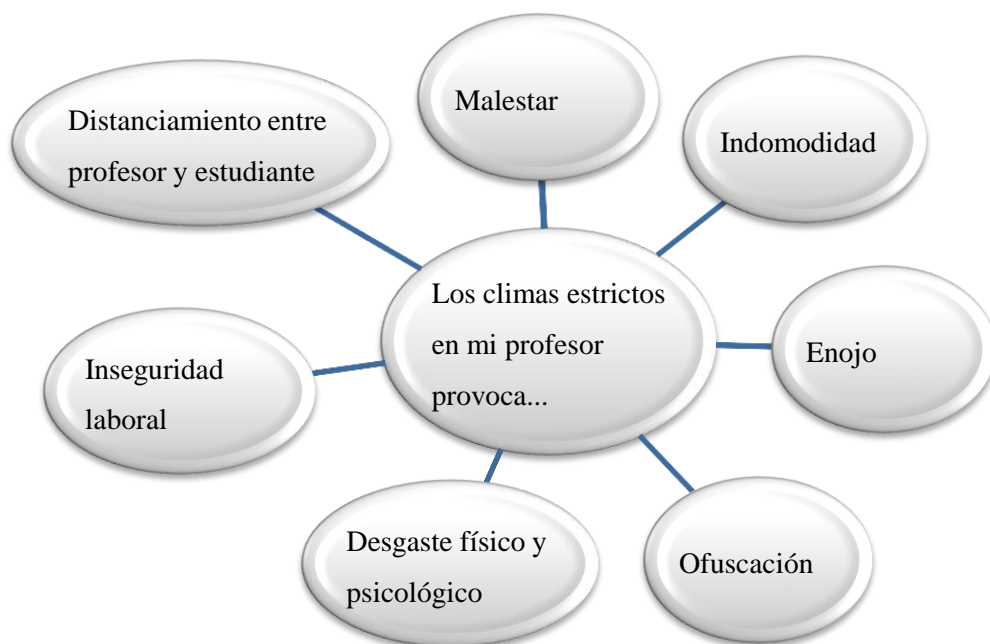 Malestar
Distanciamiento entre
profesor y estudiante
Indomodidad
Los climas estrictos
en mi profesor
provoca...
Enojo
Inseguridad
laboral
Desgaste físico y
psicológico
Ofuscación